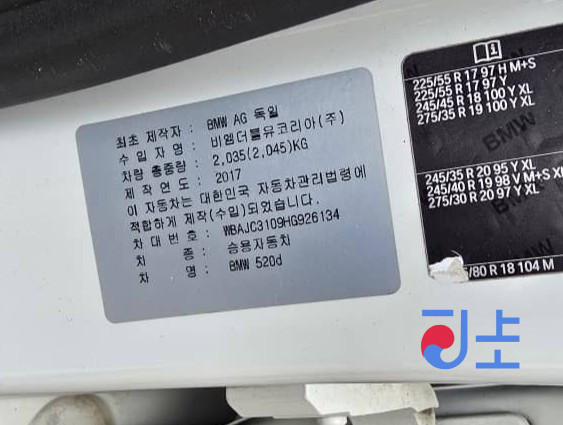 최초 제작자 : BMW AG 독일
수 입 자 명 : 비엠더블유코리아(주)
차량 총중량 : 2,035(2,045)KG
제 작 연 도 : 2017
이 자동차는 대한민국 자동차관리법령에
적합하게 제작(수입)되었습니다.
차 대 번 호 : WBAJC3109HG926134
차 종 : 승용자동차
차 명 : BMW 520d
225/55 R 17 97 H M+S
225/55 R 17 97 Y
245/45 R 18 100 Y XL
275/35 R 19 100 Y XL
BMW
245/35 R 20 95 Y XL
245/40 R 19 98 V M+S XL
275/30 R 20 97 Y XL
/80 R 18 104 M